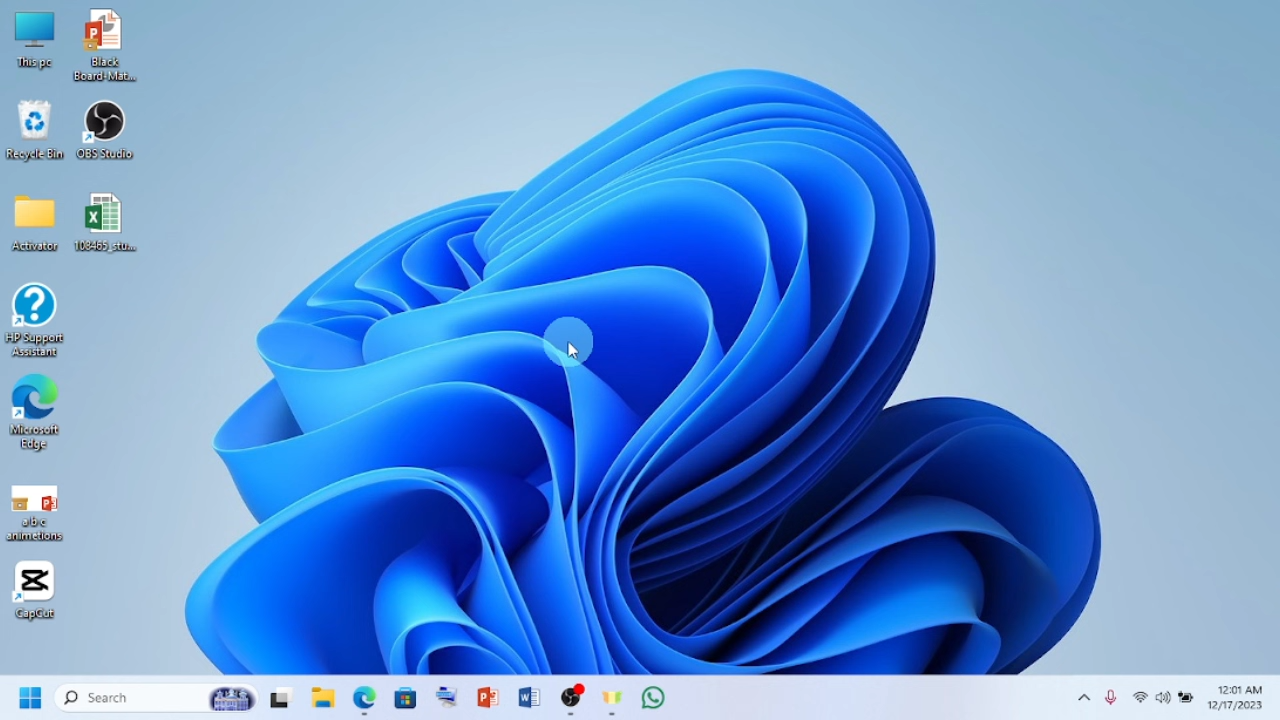 This pc
Black
Board-Mat...
Recycle Bin
OBS Studio
Activator
108465_stu...
HP Support
Assistant
Microsoft
Edge
a b c
animetions
CapCut
Search
12:01 AM
12/17/2023